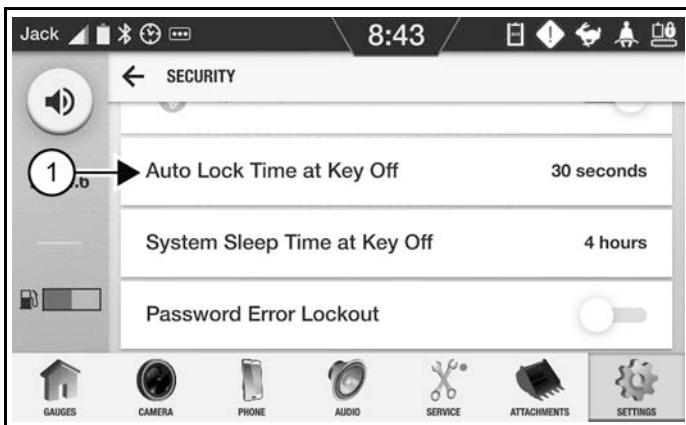 Jack 8:43
SECURITY
1
.6
Auto Lock Time at Key Off 30 seconds
System Sleep Time at Key Off 4 hours
Password Error Lockout
GAUGES CAMERA PHONE AUDIO SERVICE ATTACHMENTS SETTINGS